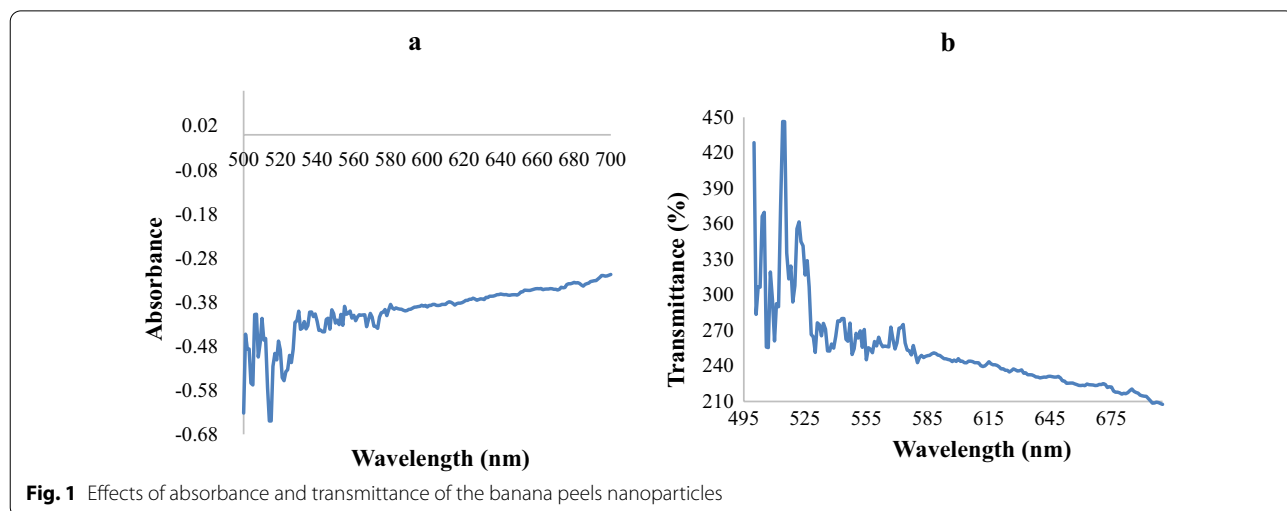 a
b
0.02
-0.08
-0.18
-0.28
-0.38
-0.48
-0.58
-0.68
500 520 540 560 580 600 620 640 660 680 700
Absorbance
Wavelength (nm)
450
420
390
360
330
300
270
240
210
495 525 555 585 615 645 675
Transmittance (%)
Wavelength (nm)
Fig. 1 Effects of absorbance and transmittance of the banana peels nanoparticles